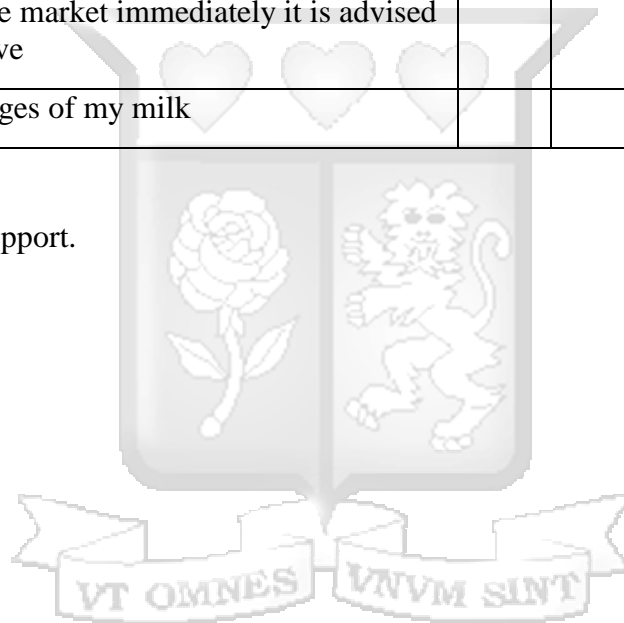 e market immediately it is advised
ve
ges of my milk
pport.
VT OMNES VNVM SINT